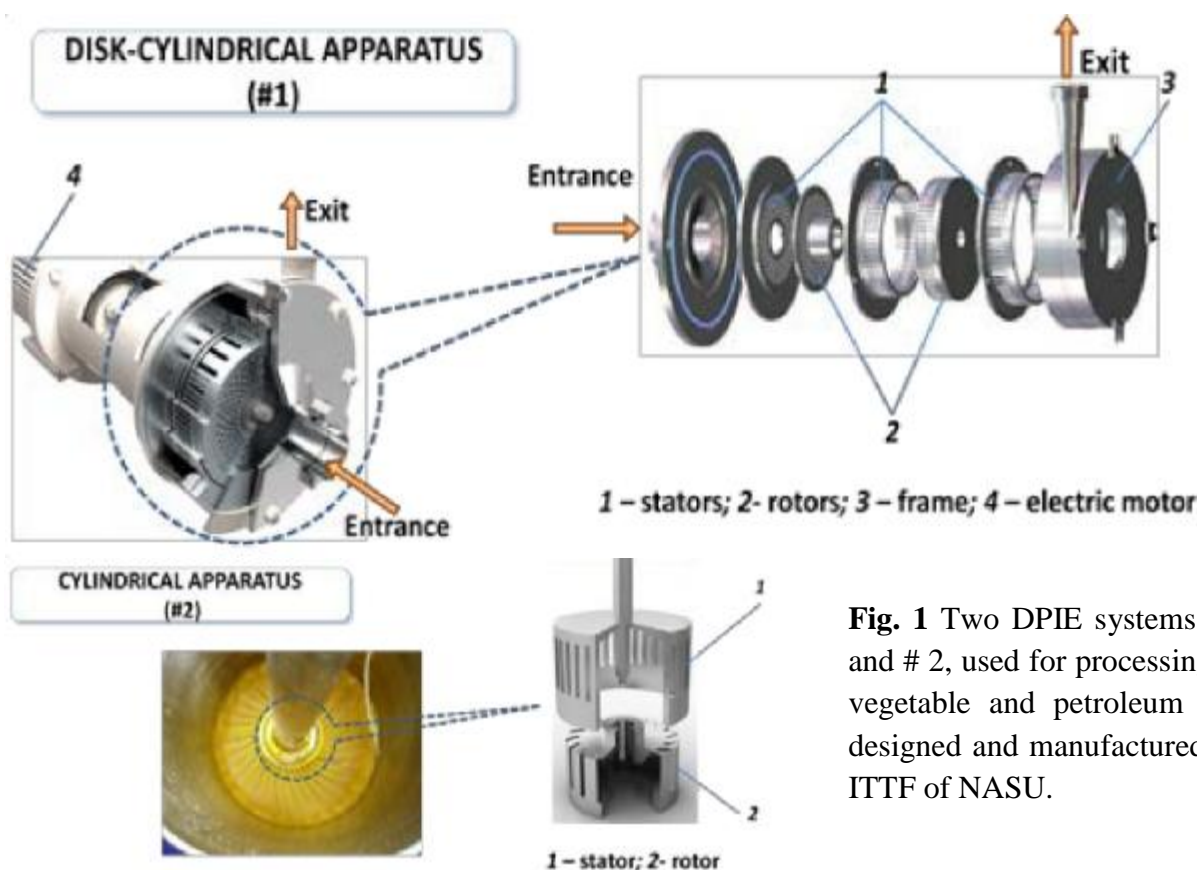 DISK-CYLINDRICAL APPARATUS
(#1)
4
Exit
Entrance
Entrance
1
Exit
3
2
1 – stators; 2- rotors; 3 – frame; 4 – electric motor
CYLINDRICAL APPARATUS
(#2)
1
2
1 – stator; 2- rotor
Fig. 1 Two DPIE systems
and # 2, used for processin
vegetable and petroleum
designed and manufactured
ITTF of NASU.